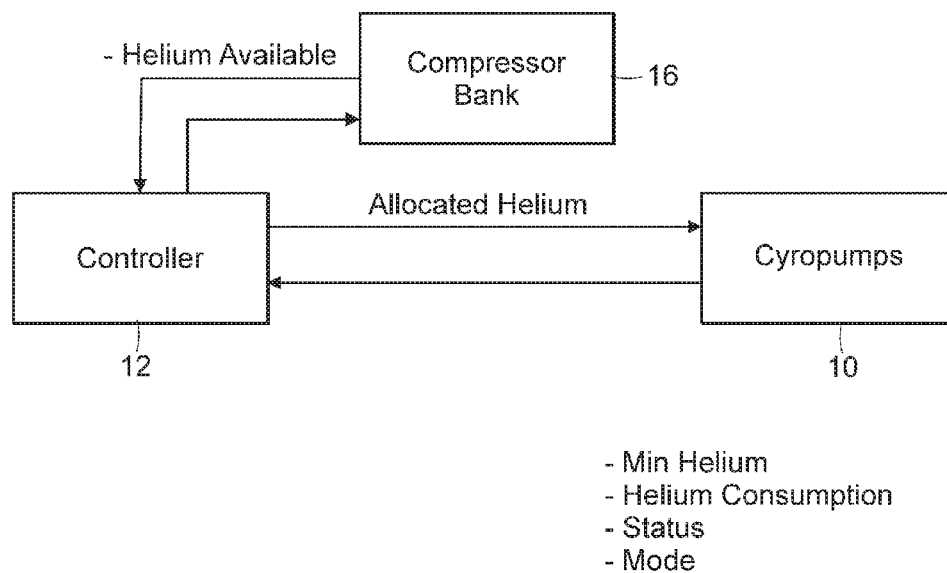 - Helium Available
Compressor
Bank
16
Allocated Helium
Controller
Cyropumps
12
10
- Min Helium
- Helium Consumption
- Status
- Mode